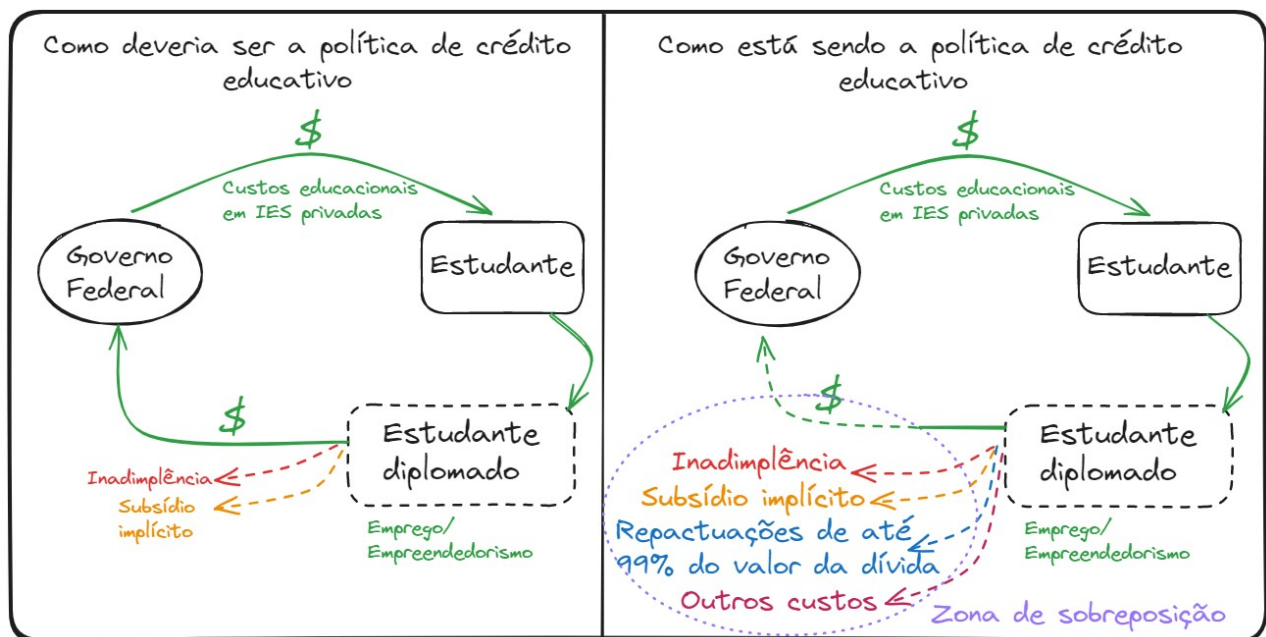 Como deveria ser a política de crédito
educativo
$
Custos educacionais
em IES privadas
Governo
Federal
Estudante
$
Estudante
diplomado
Inadimplência
Subsídio
implícito
Emprego/
Empreendedorismo
Como está sendo a política de crédito
educativo
$
Custos educacionais
em IES privadas
Governo
Federal
Estudante
$
Estudante
diplomado
Inadimplência
Subsídio implícito
Repactuações de até
99% do valor da dívida
Outros custos
Emprego/
Empreendedorismo
Zona de sobreposição